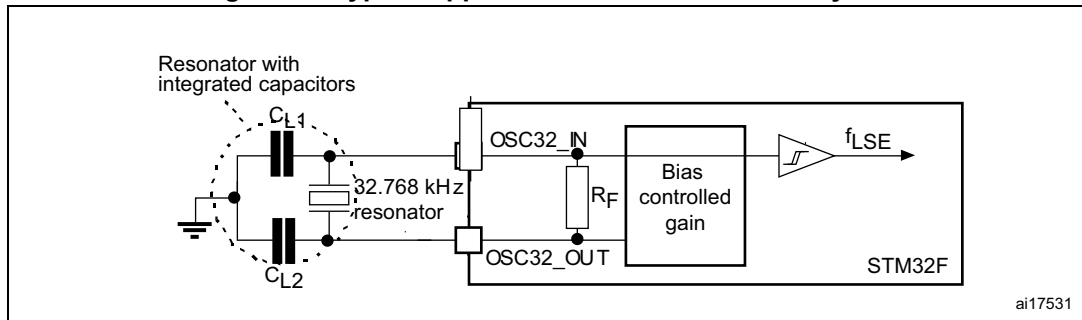 Resonator with
integrated capacitors
CL1
OSC32_IN
fLSE
Bias
controlled
gain
RF
32.768 kHz
resonator
OSC32_OUT
CL2
STM32F
ai17531